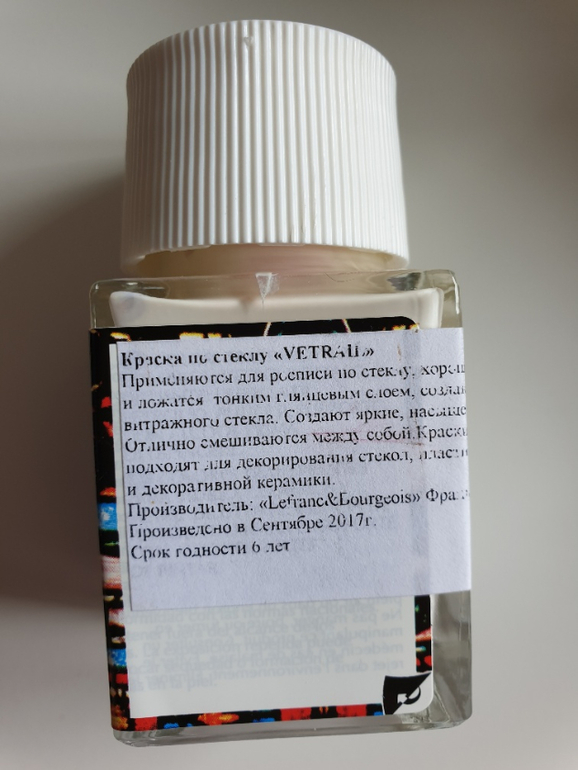 Краска по стеклу «VETRAIL»
Применяются для росписи по стеклу, хорош
и ложатся тонким глянцевым слоем, создав
витражного стекла. Создают яркие, насыще
Отлично смешиваются между собой.Краски
подходят для декорирования стекол, пласти
и декоративной керамики.
Производитель: «Lefranc&Bourgeois» Фран
Произведено в Сентябре 2017г.
Срок годности 6 лет